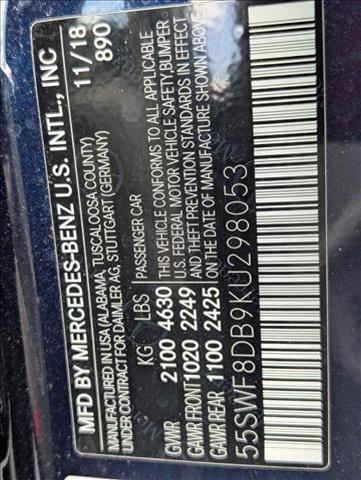 MFD BY MERCEDES-BENZ U.S. INTL., INC
MANUFACTURED IN USA (ALABAMA, TUSCALOOSA COUNTY)
UNDER CONTRACT FOR DAIMLER AG, STUTTGART (GERMANY)
11/18
890
KG LBS
GVWR 2100 4630
GAWR FRONT 1020 2249
GAWR REAR 1100 2425
PASSENGER CAR
THIS VEHICLE CONFORMS TO ALL APPLICABLE
U.S. FEDERAL MOTOR VEHICLE SAFETY, BUMPER
AND THEFT PREVENTION STANDARDS IN EFFECT
ON THE DATE OF MANUFACTURE SHOWN ABOVE
55SWF8DB9KU298053